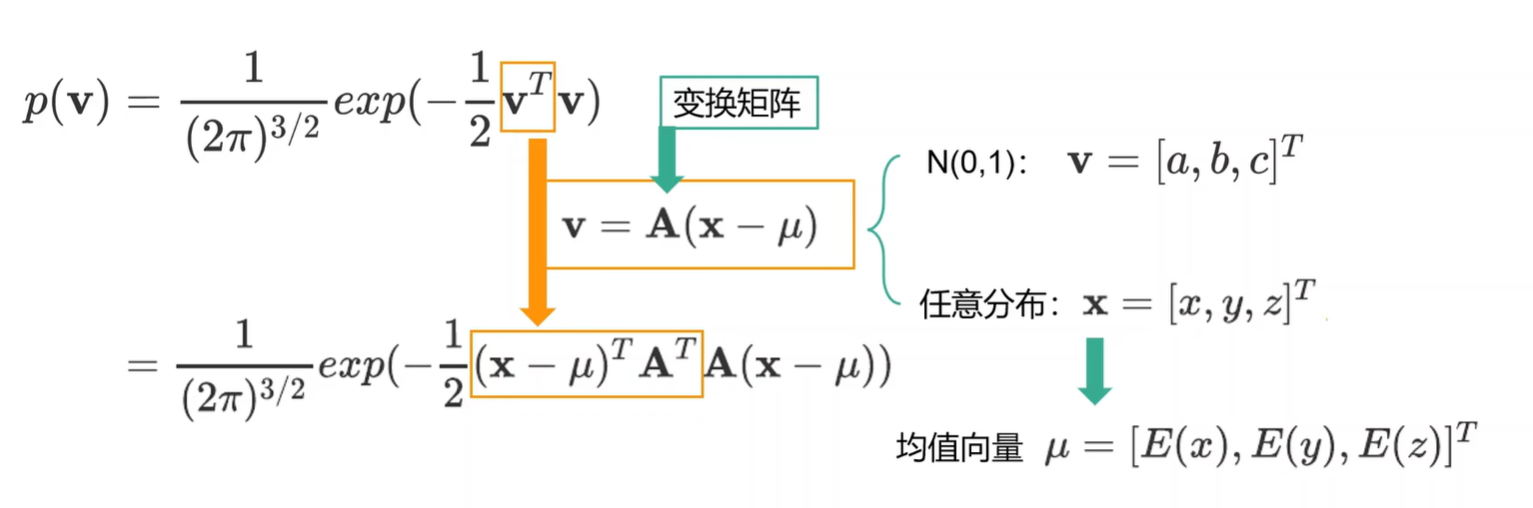 p(v) = 1/(2π)^{3/2} exp(−1/2 v^T v)
变换矩阵
v = A(x − μ)
N(0,1): v = [a, b, c]^T
任意分布: x = [x, y, z]^T
= 1/(2π)^{3/2} exp(−1/2 (x − μ)^T A^T A(x − μ))
均值向量 μ = [E(x), E(y), E(z)]^T